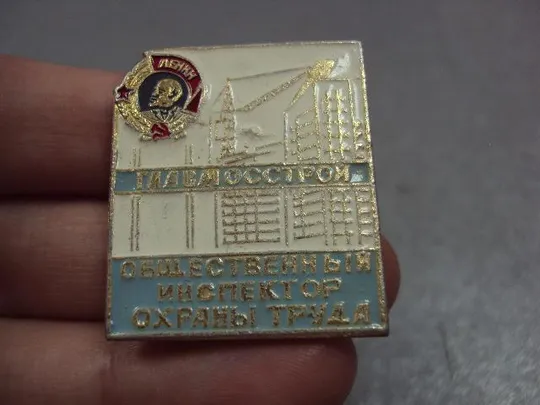 ЛЕНИН
ГЛАВМОССТРОЙ
ОБЩЕСТВЕННЫЙ
ИНСПЕКТОР
ОХРАНЫ ТРУДА